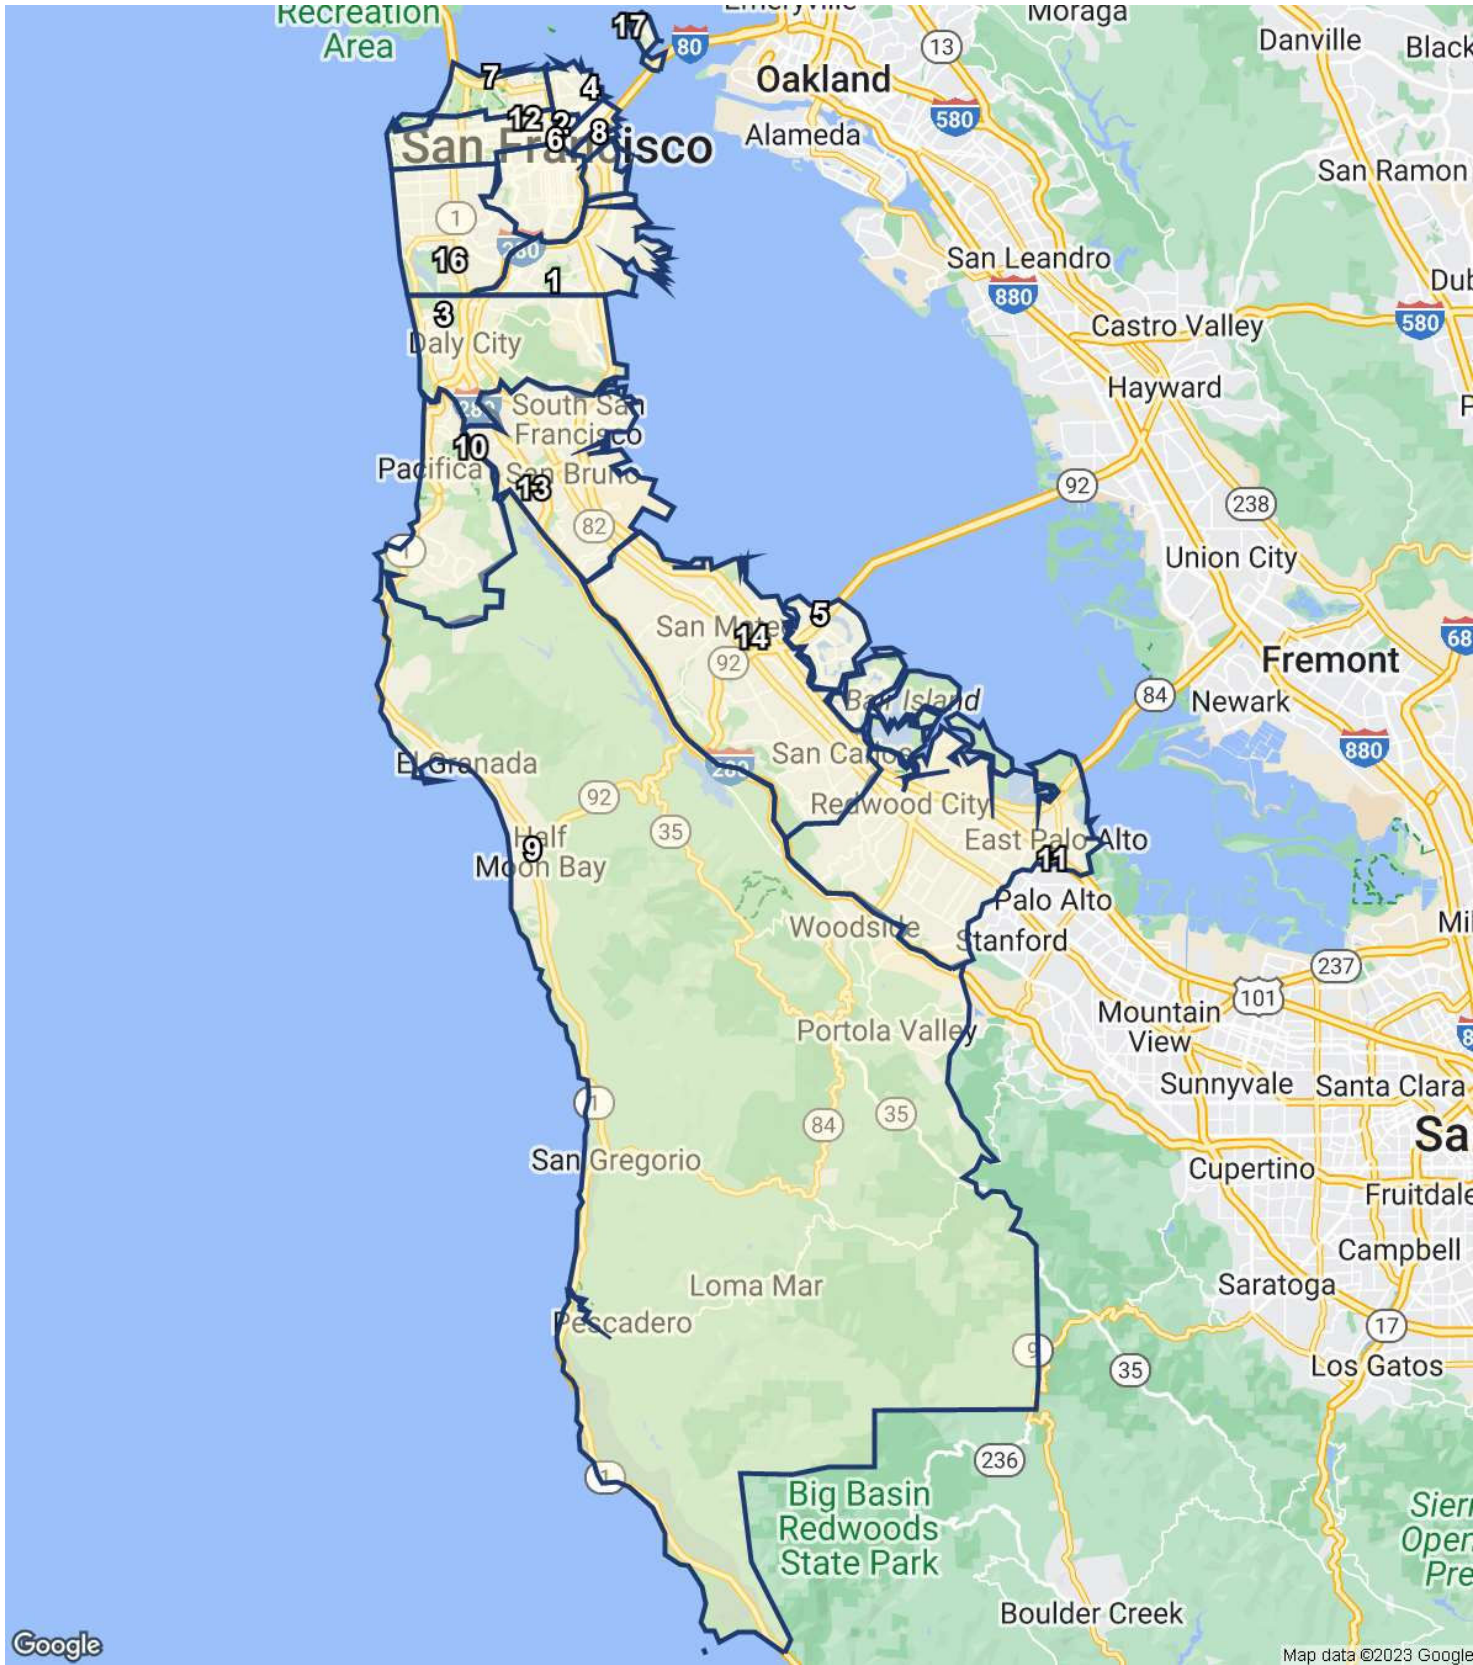 Recreation
Area
17
80
Emeryville
Moraga
13
Danville
Black
7
4
Oakland
580
12
2
6
8
San Francisco
Alameda
San Ramon
1
280
16
1
San Leandro
880
Dub
3
Daly City
Castro Valley
580
Hayward
280
South San
Francisco
10
Pacifica
San Bruno
13
82
92
238
1
Union City
5
San Mate
14
92
680
Fremont
84
Newark
Bair Island
880
El Granada
San Carlos
280
92
35
Redwood City
Half
Moon Bay
9
East Palo Alto
11
Palo Alto
Woodside
Stanford
Mil
237
101
Mountain
View
Portola Valley
Sunnyvale
Santa Clara
1
84
35
Sa
San Gregorio
Cupertino
Fruitdale
Campbell
Loma Mar
Saratoga
Pescadero
9
17
35
Los Gatos
236
1
Big Basin
Redwoods
State Park
Sierr
Open
Pre
Boulder Creek
Google
Map data ©2023 Google